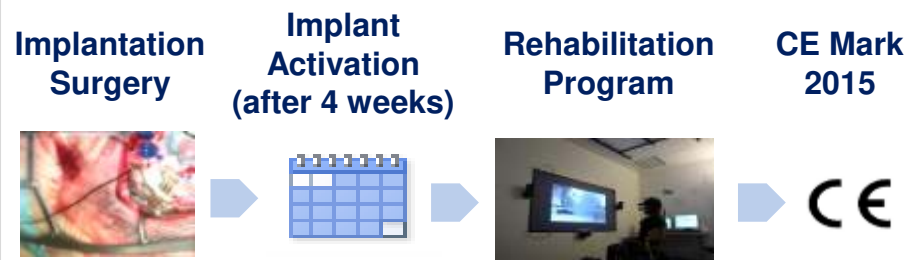 Implantation
Surgery
Implant
Activation
(after 4 weeks)
Rehabilitation
Program
CE Mark
2015
CE